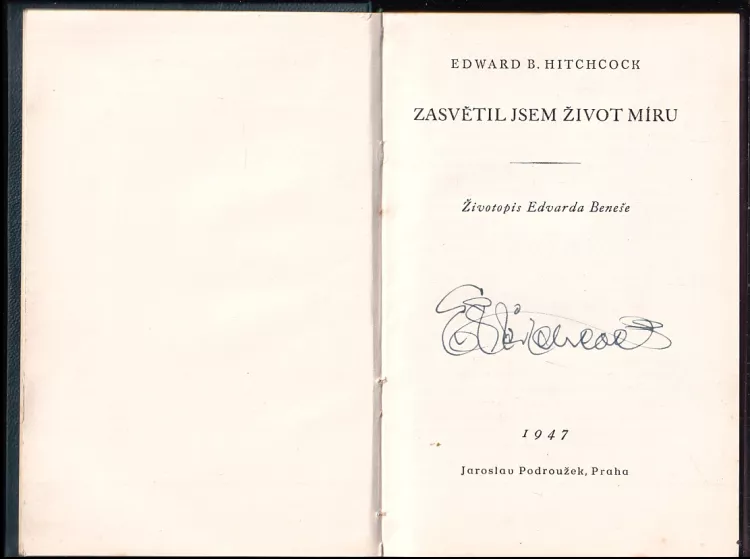 EDWARD B. HITCHCOCK
ZASVĚTIL JSEM ŽIVOT MÍRU
Životopis Edvarda Beneše
1947
Jaroslav Podroužek, Praha